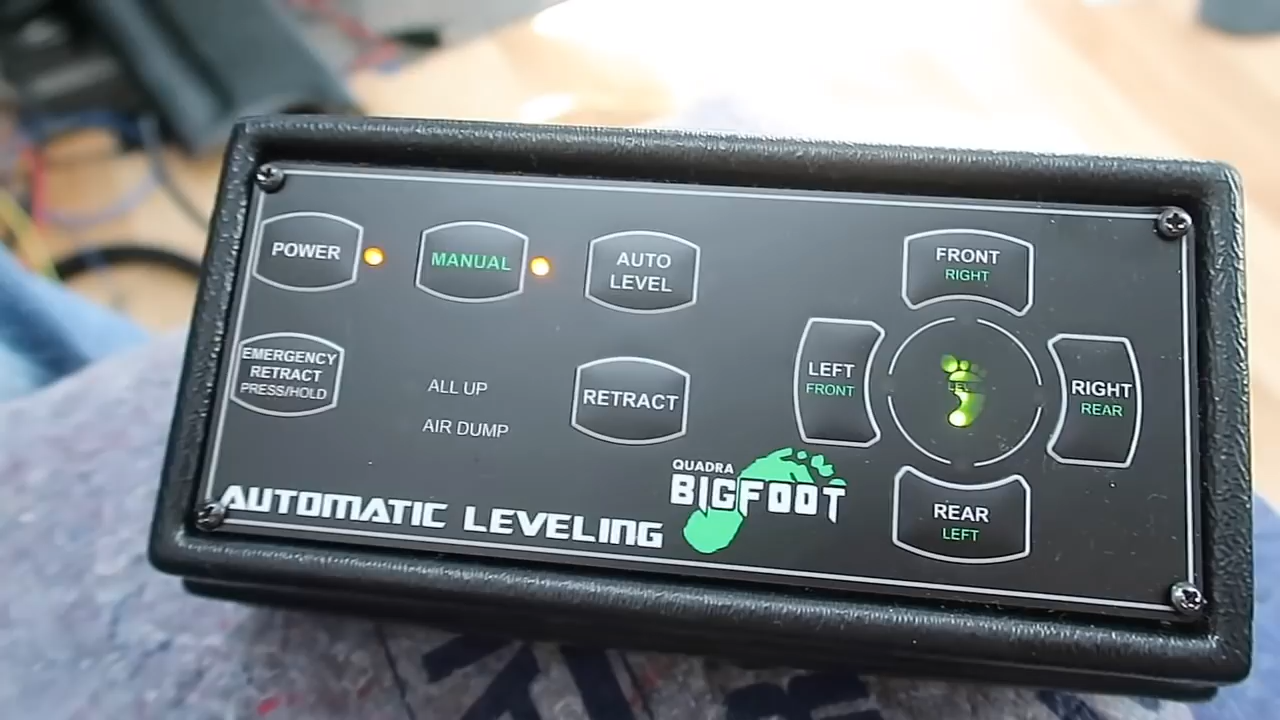 POWER
MANUAL
AUTO
LEVEL
FRONT
RIGHT
EMERGENCY
RETRACT
PRESS/HOLD
ALL UP
AIR DUMP
RETRACT
LEFT
FRONT
LEVEL
RIGHT
REAR
REAR
LEFT
QUADRA
BIGFOOT
AUTOMATIC LEVELING